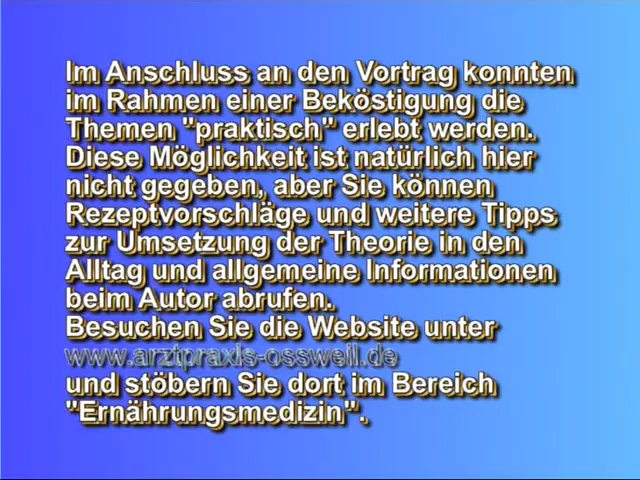 Im Anschluss an den Vortrag konnten
im Rahmen einer Beköstigung die
Themen "praktisch" erlebt werden.
Diese Möglichkeit ist natürlich hier
nicht gegeben, aber Sie können
Rezeptvorschläge und weitere Tipps
zur Umsetzung der Theorie in den
Alltag und allgemeine Informationen
beim Autor abrufen.
Besuchen Sie die Website unter
www.arztpraxis-ossweil.de
und stöbern Sie dort im Bereich
"Ernährungsmedizin".